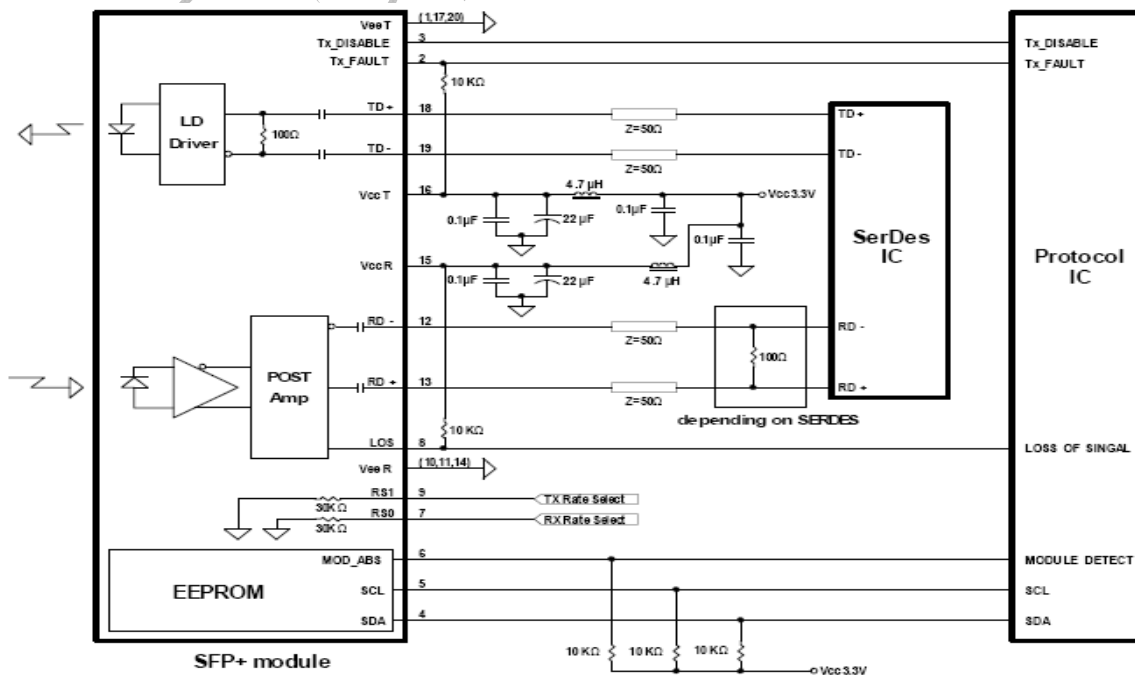 VeeT (1,17,20)
Tx_DISABLE 3 Tx_DISABLE
Tx_FAULT 2 Tx_FAULT
10 KΩ
LD Driver
100Ω
TD+ 18 Z=50Ω TD+
TD- 19 Z=50Ω TD-
VccT 16 4.7 µH Vcc3.3V
0.1µF 22 µF 0.1µF
0.1µF
SerDes IC
Protocol IC
VccR 15
0.1µF 22 µF 4.7 µH
RD - 12 Z=50Ω RD -
100Ω
POST Amp
RD + 13 Z=50Ω RD+
depending on SERDES
10 KΩ
LOS 8 LOSS OF SINGAL
VeeR (10,11,14)
RS1 9 TX Rate Select
30KΩ
RS0 7 RX Rate Select
30KΩ
MOD_ABS 6 MODULE DETECT
EEPROM
SCL 5 SCL
SDA 4 SDA
10 KΩ 10 KΩ 10 KΩ
Vcc3.3V
SFP+ module